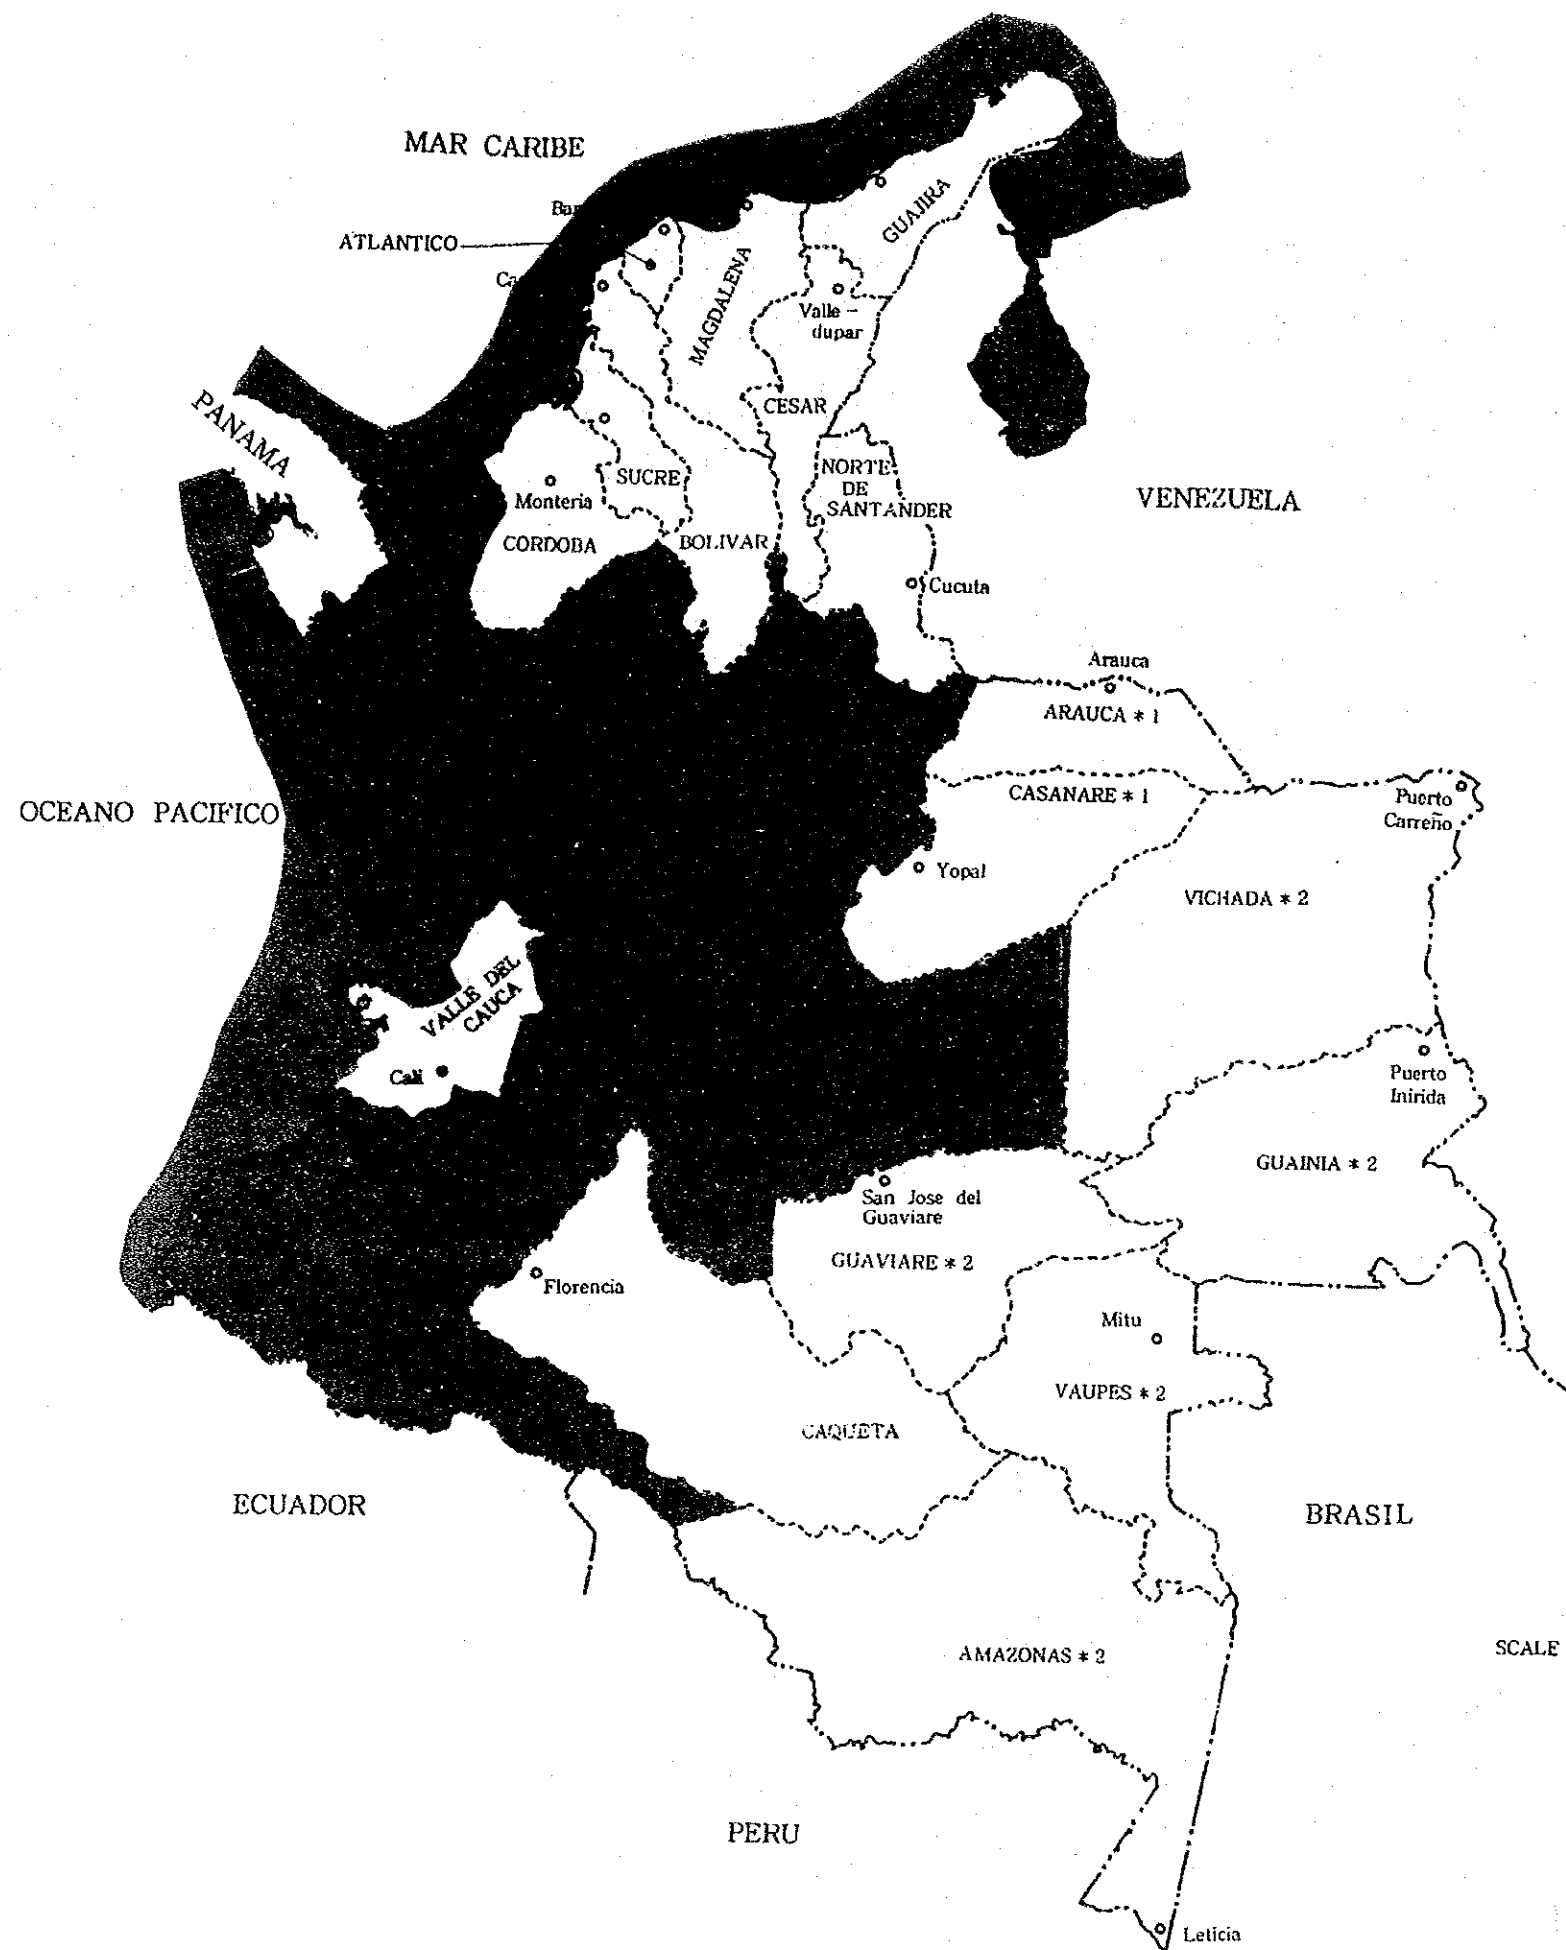 MAR CARIBE
ATLANTICO
GUAJIRA
MAGDALENA
Valle -
dupar
CESAR
PANAMA
SUCRE
NORTE
DE
SANTANDER
VENEZUELA
Monteria
CORDOBA
BOLIVAR
Cucuta
Arauca
ARAUCA * 1
CASANARE * 1
Puerto
Carreño
OCEANO PACIFICO
Yopal
VICHADA * 2
VALLE DEL
CAUCA
Cali
Puerto
Inirida
GUAINIA * 2
San Jose del
Guaviare
GUAVIARE * 2
Florencia
Mitu
VAUPES * 2
CAQUETA
ECUADOR
BRASIL
AMAZONAS * 2
SCALE
PERU
Leticia